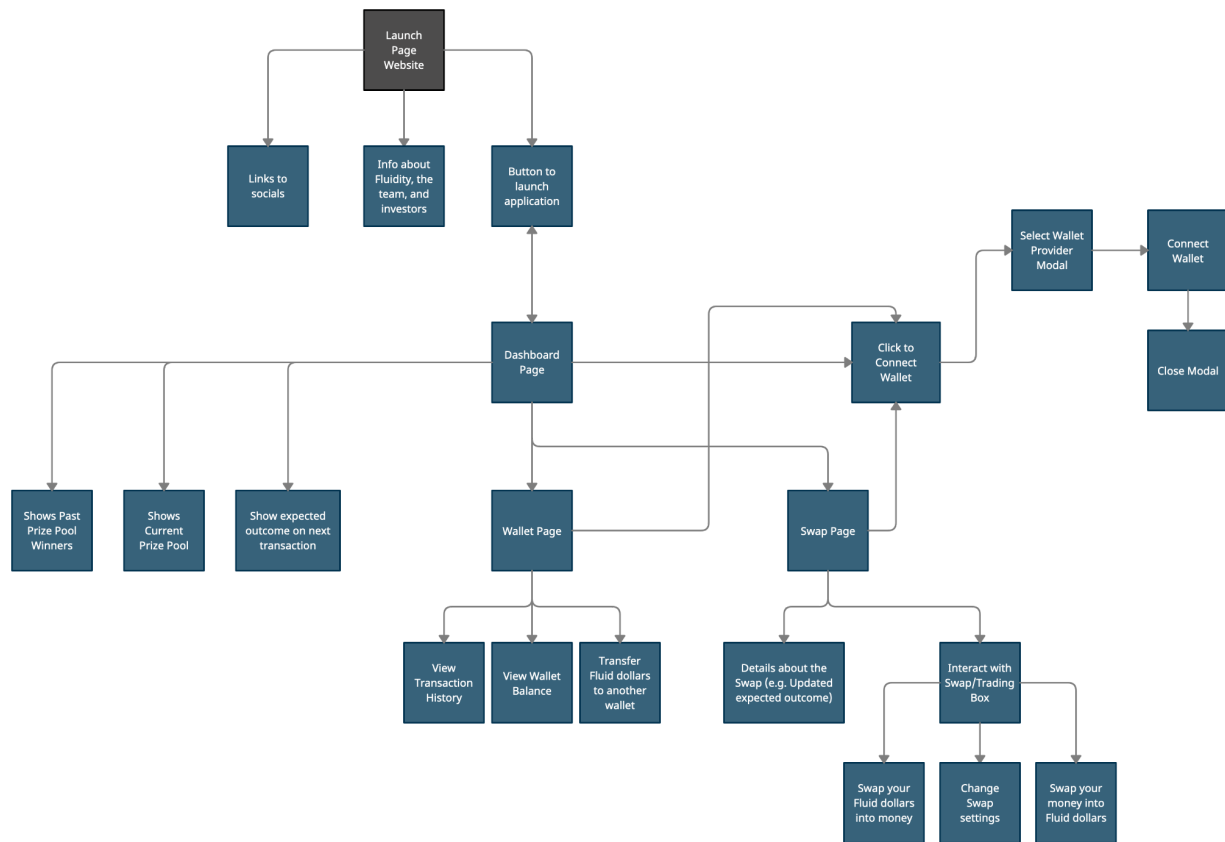 Launch
Page
Website
Links to
socials
Info about
Fluidity, the
team, and
investors
Button to
launch
application
Select Wallet
Provider
Modal
Connect
Wallet
Dashboard
Page
Click to
Connect
Wallet
Close Modal
Shows Past
Prize Pool
Winners
Shows
Current
Prize Pool
Show expected
outcome on next
transaction
Wallet Page
Swap Page
View
Transaction
History
View Wallet
Balance
Transfer
Fluid dollars
to another
wallet
Details about the
Swap (e.g. Updated
expected outcome)
Interact with
Swap/Trading
Box
Swap your
Fluid dollars
into money
Change
Swap
settings
Swap your
money into
Fluid dollars